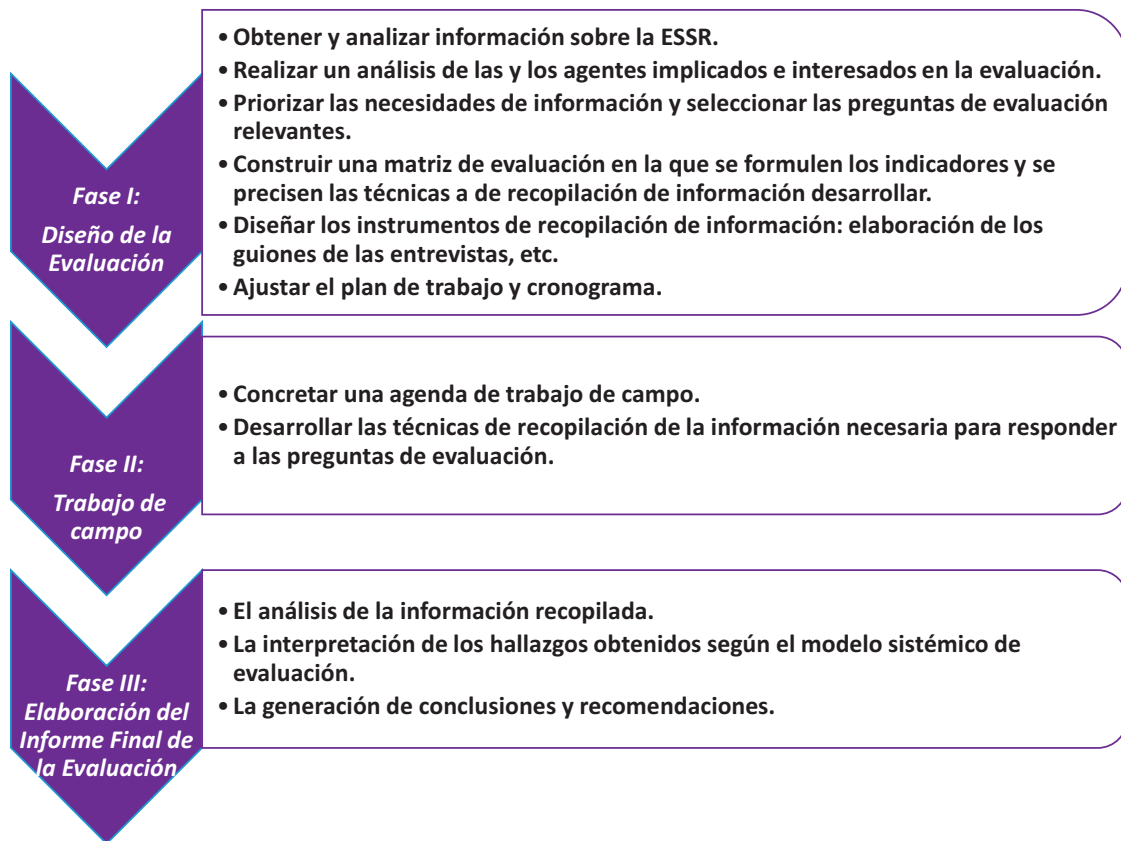 Fase I:
Diseño de la
Evaluación
• Obtener y analizar información sobre la ESSR.
• Realizar un análisis de las y los agentes implicados e interesados en la evaluación.
• Priorizar las necesidades de información y seleccionar las preguntas de evaluación
relevantes.
• Construir una matriz de evaluación en la que se formulen los indicadores y se
precisen las técnicas a de recopilación de información desarrollar.
• Diseñar los instrumentos de recopilación de información: elaboración de los
guiones de las entrevistas, etc.
• Ajustar el plan de trabajo y cronograma.
Fase II:
Trabajo de
campo
• Concretar una agenda de trabajo de campo.
• Desarrollar las técnicas de recopilación de la información necesaria para responder
a las preguntas de evaluación.
Fase III:
Elaboración del
Informe Final de
la Evaluación
• El análisis de la información recopilada.
• La interpretación de los hallazgos obtenidos según el modelo sistémico de
evaluación.
• La generación de conclusiones y recomendaciones.